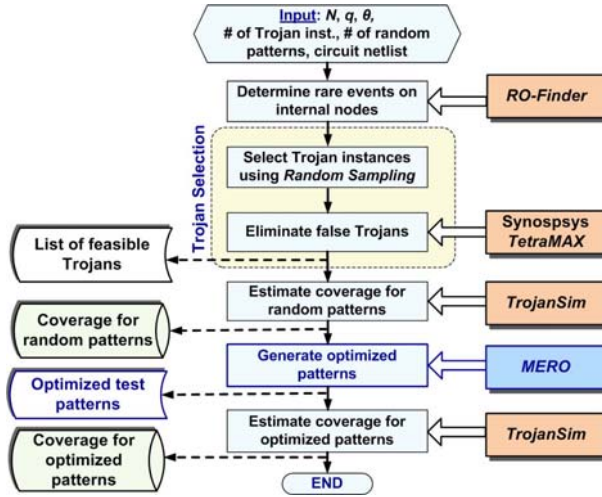 Input: N, q, θ,
# of Trojan inst., # of random
patterns, circuit netlist
Determine rare events on
internal nodes
RO-Finder
Trojan Selection
Select Trojan instances
using Random Sampling
Eliminate false Trojans
Synospsys
TetraMAX
List of feasible
Trojans
Estimate coverage for
random patterns
TrojanSim
Coverage for
random patterns
Generate optimized
patterns
MERO
Optimized test
patterns
Estimate coverage for
optimized patterns
TrojanSim
Coverage for
optimized patterns
END